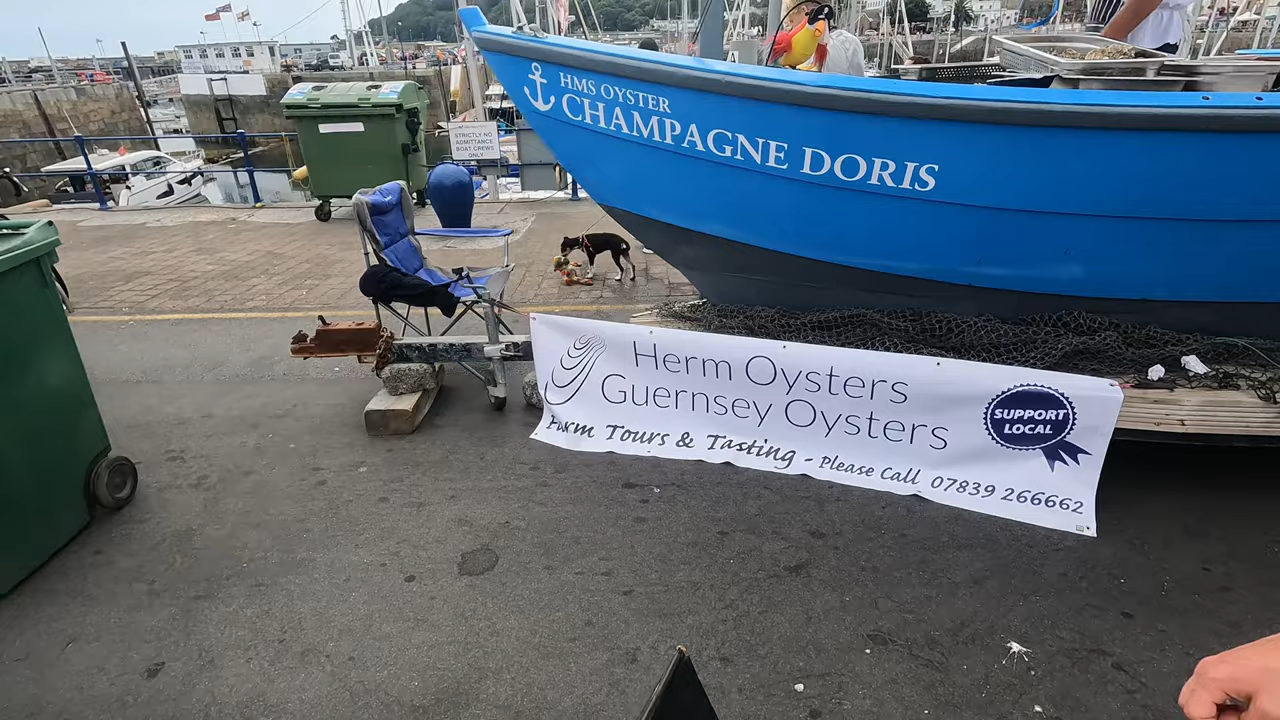 HMS OYSTER
CHAMPAGNE DORIS
STRICTLY NO
ADMITTANCE
BOAT CREWS
ONLY
Herm Oysters
Guernsey Oysters
Farm Tours & Tasting - Please Call 07839 266662
SUPPORT
LOCAL